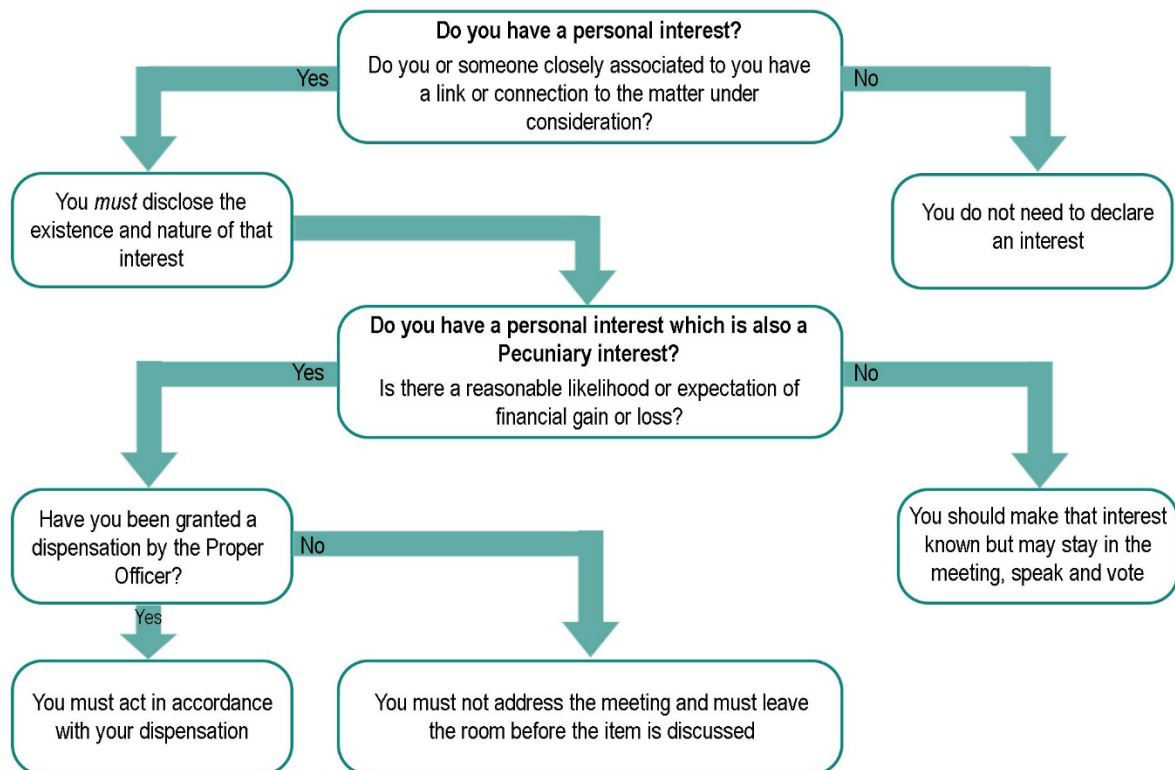 Do you have a personal interest?
Do you or someone closely associated to you have
a link or connection to the matter under
consideration?
Yes
No
You must disclose the
existence and nature of that
interest
You do not need to declare
an interest
Do you have a personal interest which is also a
Pecuniary interest?
Is there a reasonable likelihood or expectation of
financial gain or loss?
Yes
No
Have you been granted a
dispensation by the Proper
Officer?
No
You should make that interest
known but may stay in the
meeting, speak and vote
Yes
You must act in accordance
with your dispensation
You must not address the meeting and must leave
the room before the item is discussed